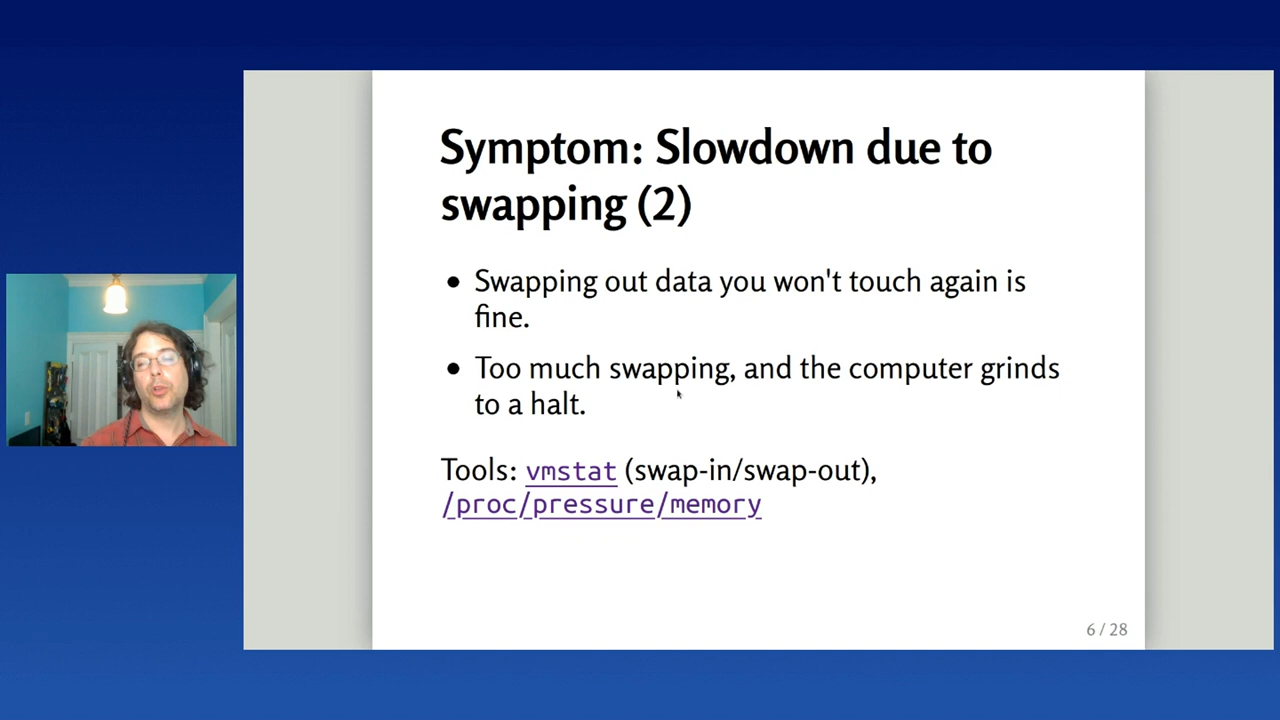 Symptom: Slowdown due to
swapping (2)
• Swapping out data you won't touch again is
fine.
• Too much swapping, and the computer grinds
to a halt.
Tools: vmstat (swap-in/swap-out),
/proc/pressure/memory
6 / 28